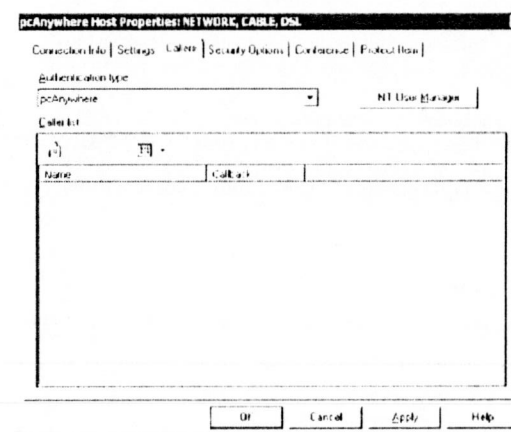 pcAnywhere Host Properties: NETWORK, CABLE, DSL
Connection Info Settings Callers Security Options Conference Protect Item
Authentication type
pcAnywhere NT User Manager
Caller list
Name Callback
OK Cancel Apply Help